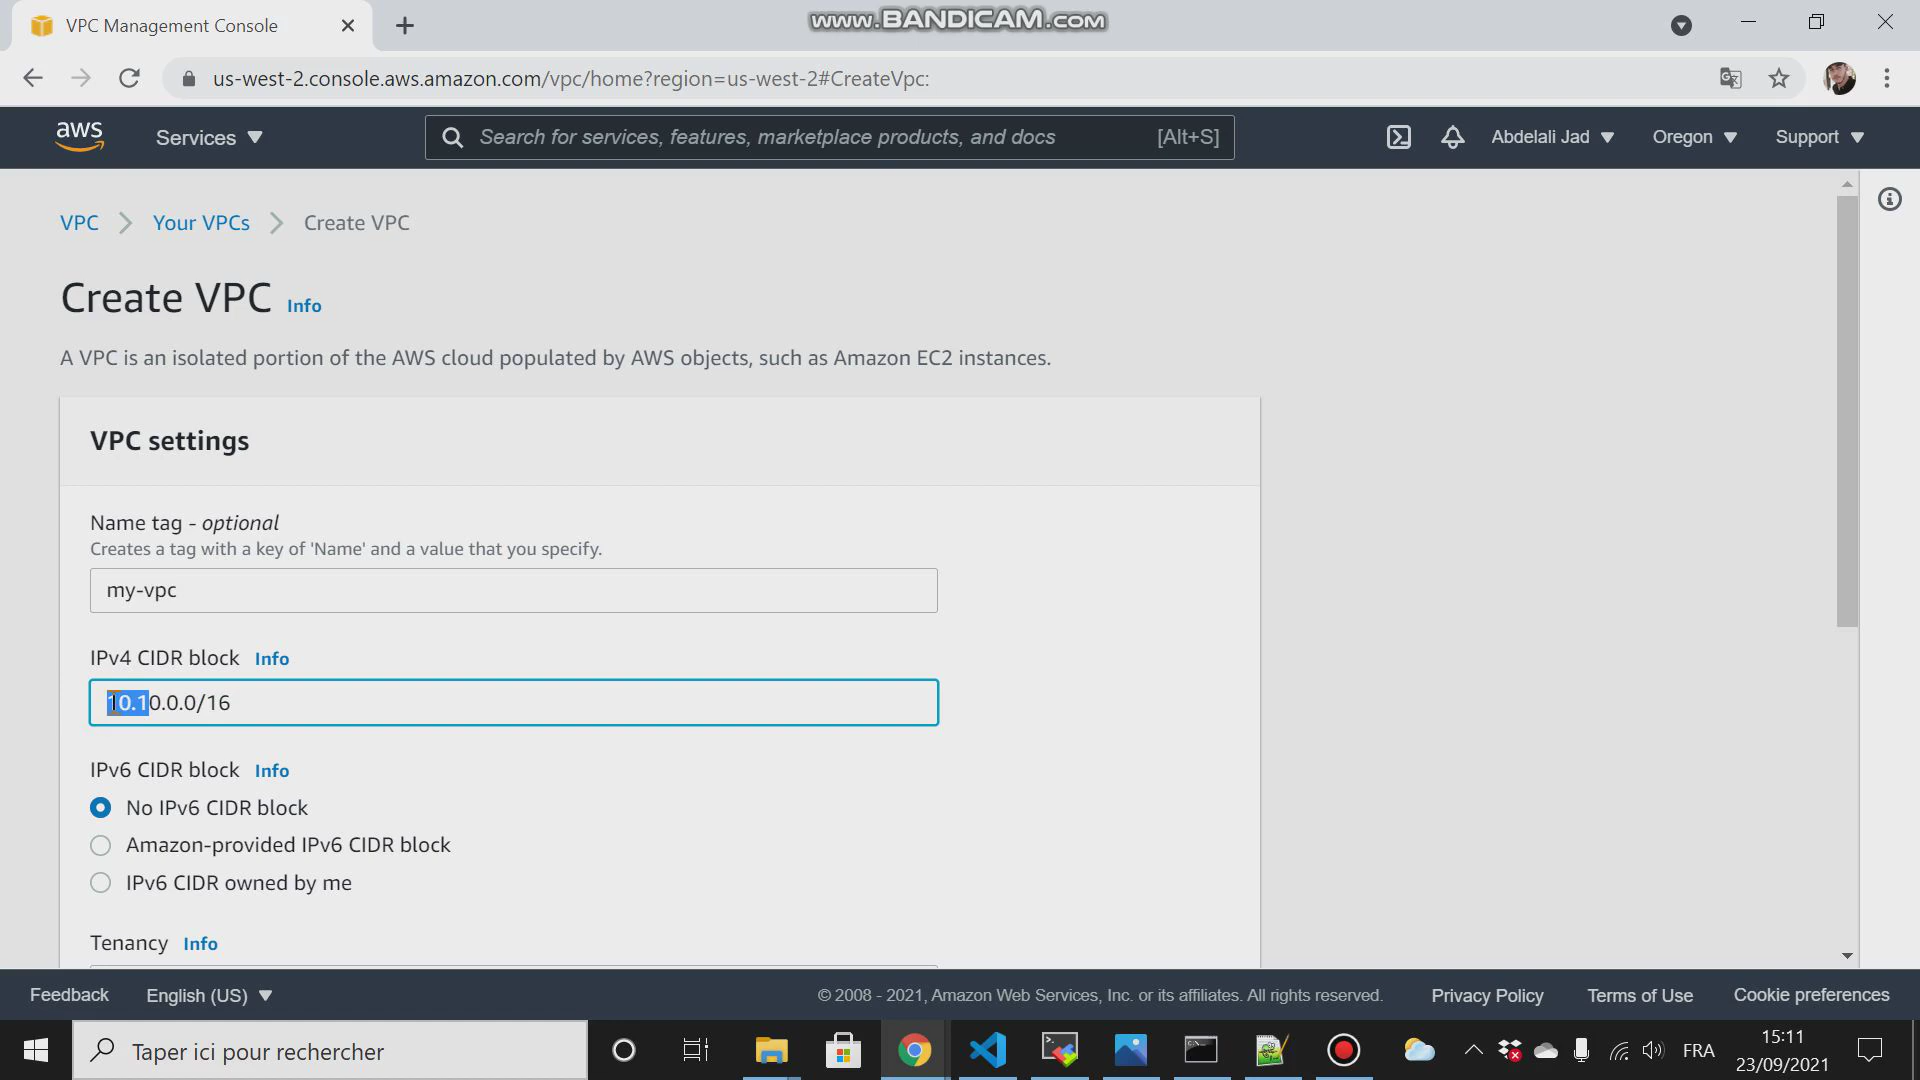 VPC Management Console
www.BANDICAM.com
us-west-2.console.aws.amazon.com/vpc/home?region=us-west-2#CreateVpc:
aws
Services
Search for services, features, marketplace products, and docs
[Alt+S]
Abdelali Jad
Oregon
Support
VPC
Your VPCs
Create VPC
Create VPC Info
A VPC is an isolated portion of the AWS cloud populated by AWS objects, such as Amazon EC2 instances.
VPC settings
Name tag - optional
Creates a tag with a key of 'Name' and a value that you specify.
my-vpc
IPv4 CIDR block Info
10.10.0.0/16
IPv6 CIDR block Info
No IPv6 CIDR block
Amazon-provided IPv6 CIDR block
IPv6 CIDR owned by me
Tenancy Info
Feedback
English (US)
© 2008 - 2021, Amazon Web Services, Inc. or its affiliates. All rights reserved.
Privacy Policy
Terms of Use
Cookie preferences
Taper ici pour rechercher
FRA
15:11
23/09/2021